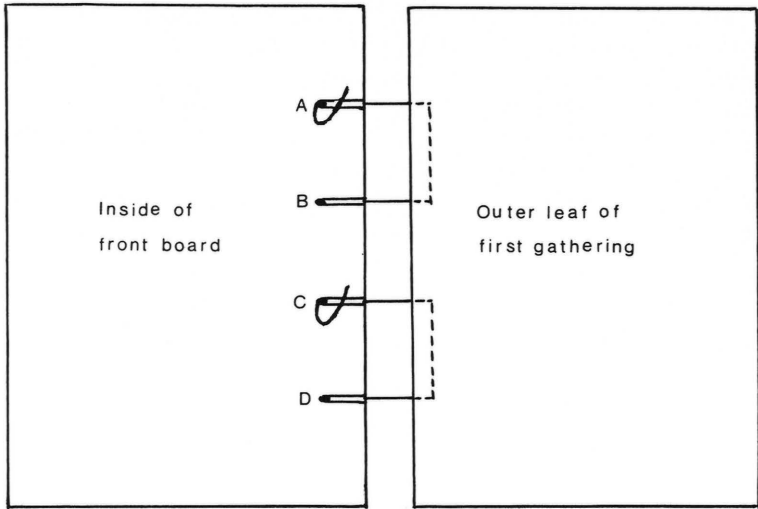 A
B
Inside of
front board
Outer leaf of
first gathering
C
D